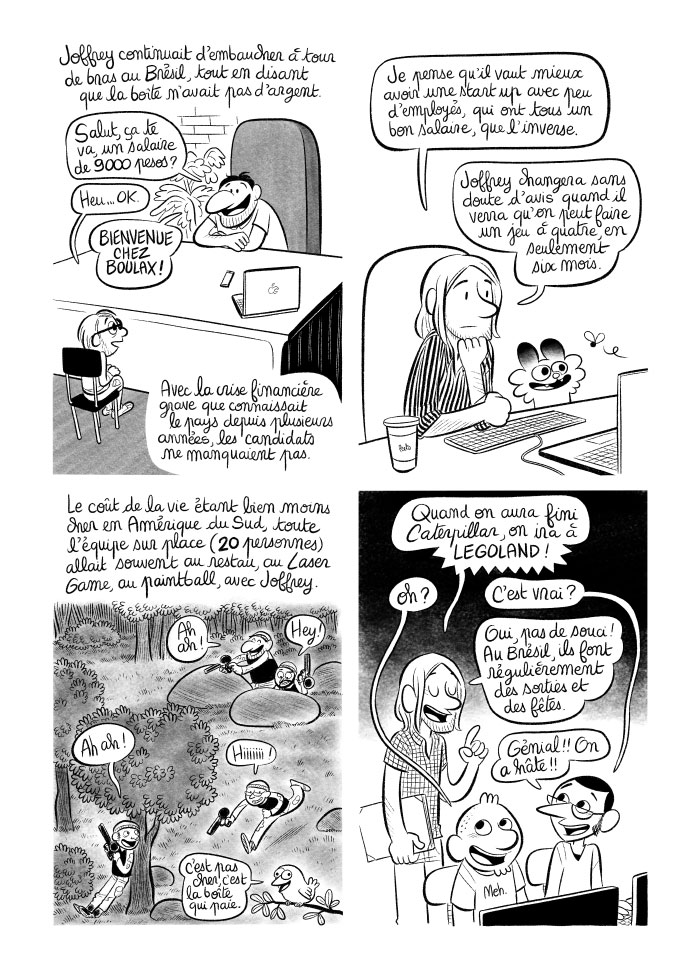 Joffrey continuait d'embaucher à tour
de bras au Brésil, tout en disant
que la boîte n'avait pas d'argent.
Salut, ça te
va, un salaire
de 9000 pesos?
Heu... OK.
BIENVENUE
CHEZ
BOULAX!
Avec la crise financière
grave que connaissait
le pays depuis plusieurs
années, les candidats
ne manquaient pas.
Je pense qu'il vaut mieux
avoir une start up avec peu
d'employés, qui ont tous un
bon salaire, que l'inverse.
Joffrey changera sans
doute d'avis quand il
verra qu'on peut faire
un jeu à quatre, en
seulement
six mois.
Le coût de la vie étant bien moins
cher en Amérique du Sud, toute
l'équipe sur place (20 personnes)
allait souvent au restau, au Laser
Game, au paintball, avec Joffrey.
Ah
ah!
Hey!
Ah ah!
Hiiiiii!
C'est pas
cher, c'est
la boîte
qui paie.
Quand on aura fini
Caterpillar, on ira à
LEGOLAND!
oh?
C'est vrai?
Oui, pas de souci!
Au Brésil, ils font
régulièrement
des sorties et
des fêtes.
Génial!! On
a hâte!!
Meh.